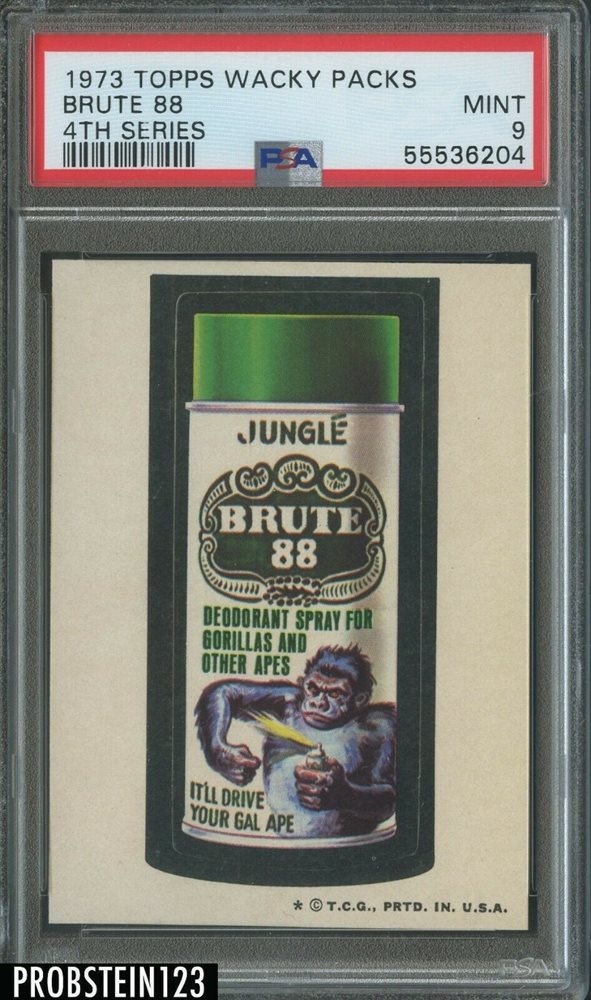 1973 TOPPS WACKY PACKS
BRUTE 88 MINT
4TH SERIES 9
PSA 55536204
JUNGLÉ
BRUTE
88
DEODORANT SPRAY FOR
GORILLAS AND
OTHER APES
IT'LL DRIVE
YOUR GAL APE
* © T.C.G., PRTD. IN. U.S.A.
PSA
PROBSTEIN123